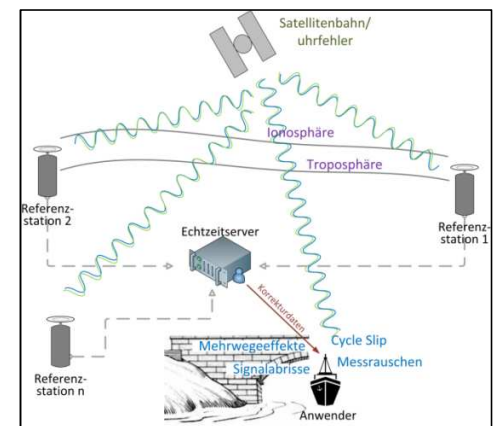 Satellitenbahn/
uhrfehler
Ionosphäre
Troposphäre
Referenz-
station 2
Referenz-
station 1
Echtzeitserver
Korrekturdaten
Mehrwegeeffekte
Cycle Slip
Signalabrisse
Messrauschen
Referenz-
station n
Anwender